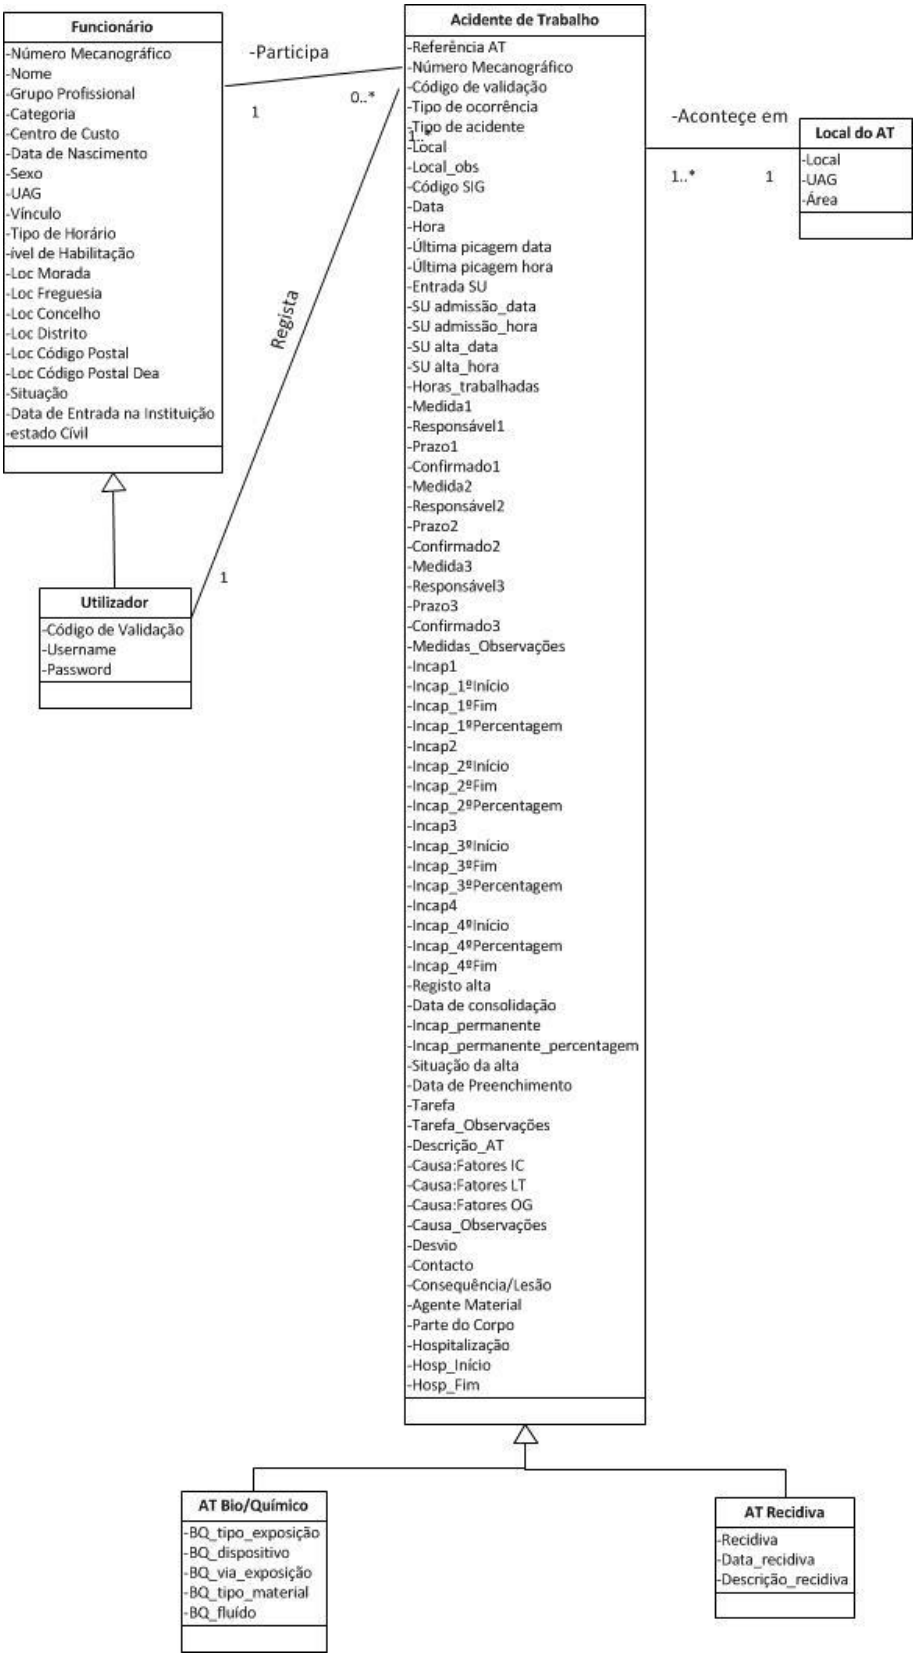 Funcionário
-Número Mecanográfico
-Nome
-Grupo Profissional
-Categoria
-Centro de Custo
-Data de Nascimento
-Sexo
-UAG
-Vínculo
-Tipo de Horário
-ível de Habilitação
-Loc Morada
-Loc Freguesia
-Loc Concelho
-Loc Distrito
-Loc Código Postal
-Loc Código Postal Dea
-Situação
-Data de Entrada na Instituição
-estado Cívil
-Participa
1
0..*
Regista
1
1..*
Utilizador
-Código de Validação
-Username
-Password
Acidente de Trabalho
-Referência AT
-Número Mecanográfico
-Código de validação
-Tipo de ocorrência
-Tipo de acidente
-Local
-Local_obs
-Código SIG
-Data
-Hora
-Última picagem data
-Última picagem hora
-Entrada SU
-SU admissão_data
-SU admissão_hora
-SU alta_data
-SU alta_hora
-Horas_trabalhadas
-Medida1
-Responsável1
-Prazo1
-Confirmado1
-Medida2
-Responsável2
-Prazo2
-Confirmado2
-Medida3
-Responsável3
-Prazo3
-Confirmado3
-Medidas_Observações
-Incap1
-Incap_1ºInício
-Incap_1ºFim
-Incap_1ºPercentagem
-Incap2
-Incap_2ºInício
-Incap_2ºFim
-Incap_2ºPercentagem
-Incap3
-Incap_3ºInício
-Incap_3ºFim
-Incap_3ºPercentagem
-Incap4
-Incap_4ºInício
-Incap_4ºPercentagem
-Incap_4ºFim
-Registo alta
-Data de consolidação
-Incap_permanente
-Incap_permanente_percentagem
-Situação da alta
-Data de Preenchimento
-Tarefa
-Tarefa_Observações
-Descrição_AT
-Causa:Fatores IC
-Causa:Fatores LT
-Causa:Fatores OG
-Causa_Observações
-Desvio
-Contacto
-Consequência/Lesão
-Agente Material
-Parte do Corpo
-Hospitalização
-Hosp_Início
-Hosp_Fim
-Aconteçe em
1..*
1
Local do AT
-Local
-UAG
-Área
AT Bio/Químico
-BQ_tipo_exposição
-BQ_dispositivo
-BQ_via_exposição
-BQ_tipo_material
-BQ_fluído
AT Recidiva
-Recidiva
-Data_recidiva
-Descrição_recidiva